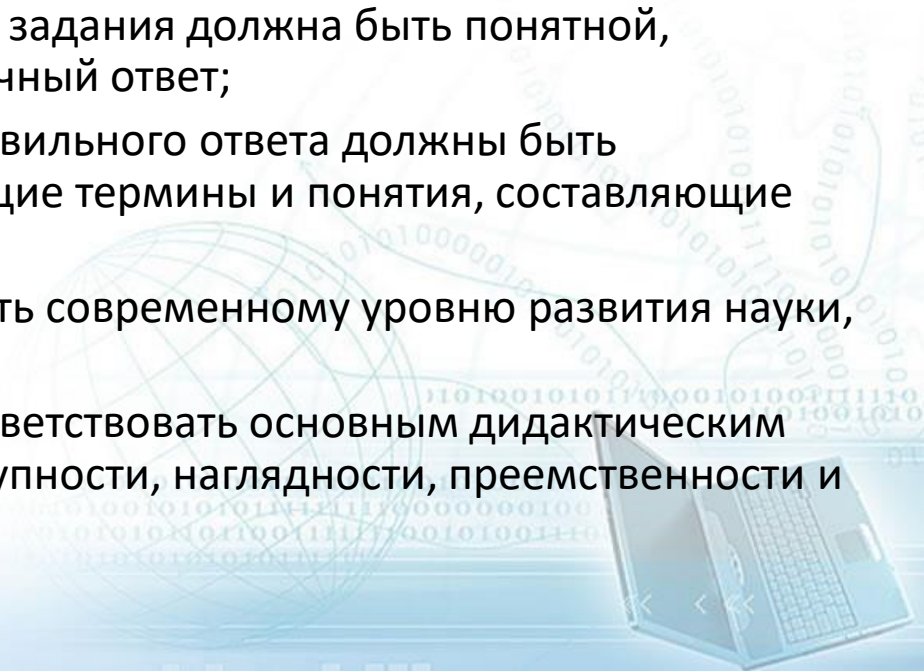 задания должна быть понятной,
чный ответ;
вильного ответа должны быть
щие термины и понятия, составляющие
ть современному уровню развития науки,
ветствовать основным дидактическим
упности, наглядности, преемственности и